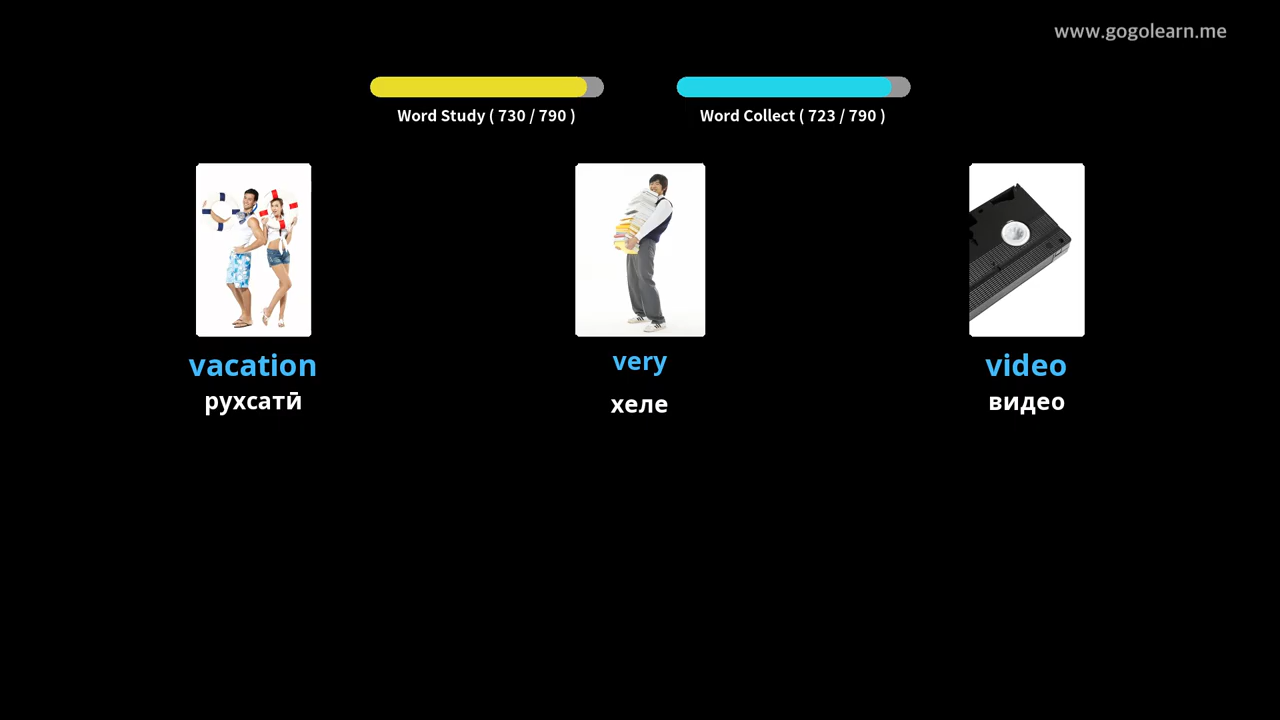 www.gogolearn.me
Word Study ( 730 / 790 )
Word Collect ( 723 / 790 )
vacation
рухсатӣ
very
хеле
video
видео